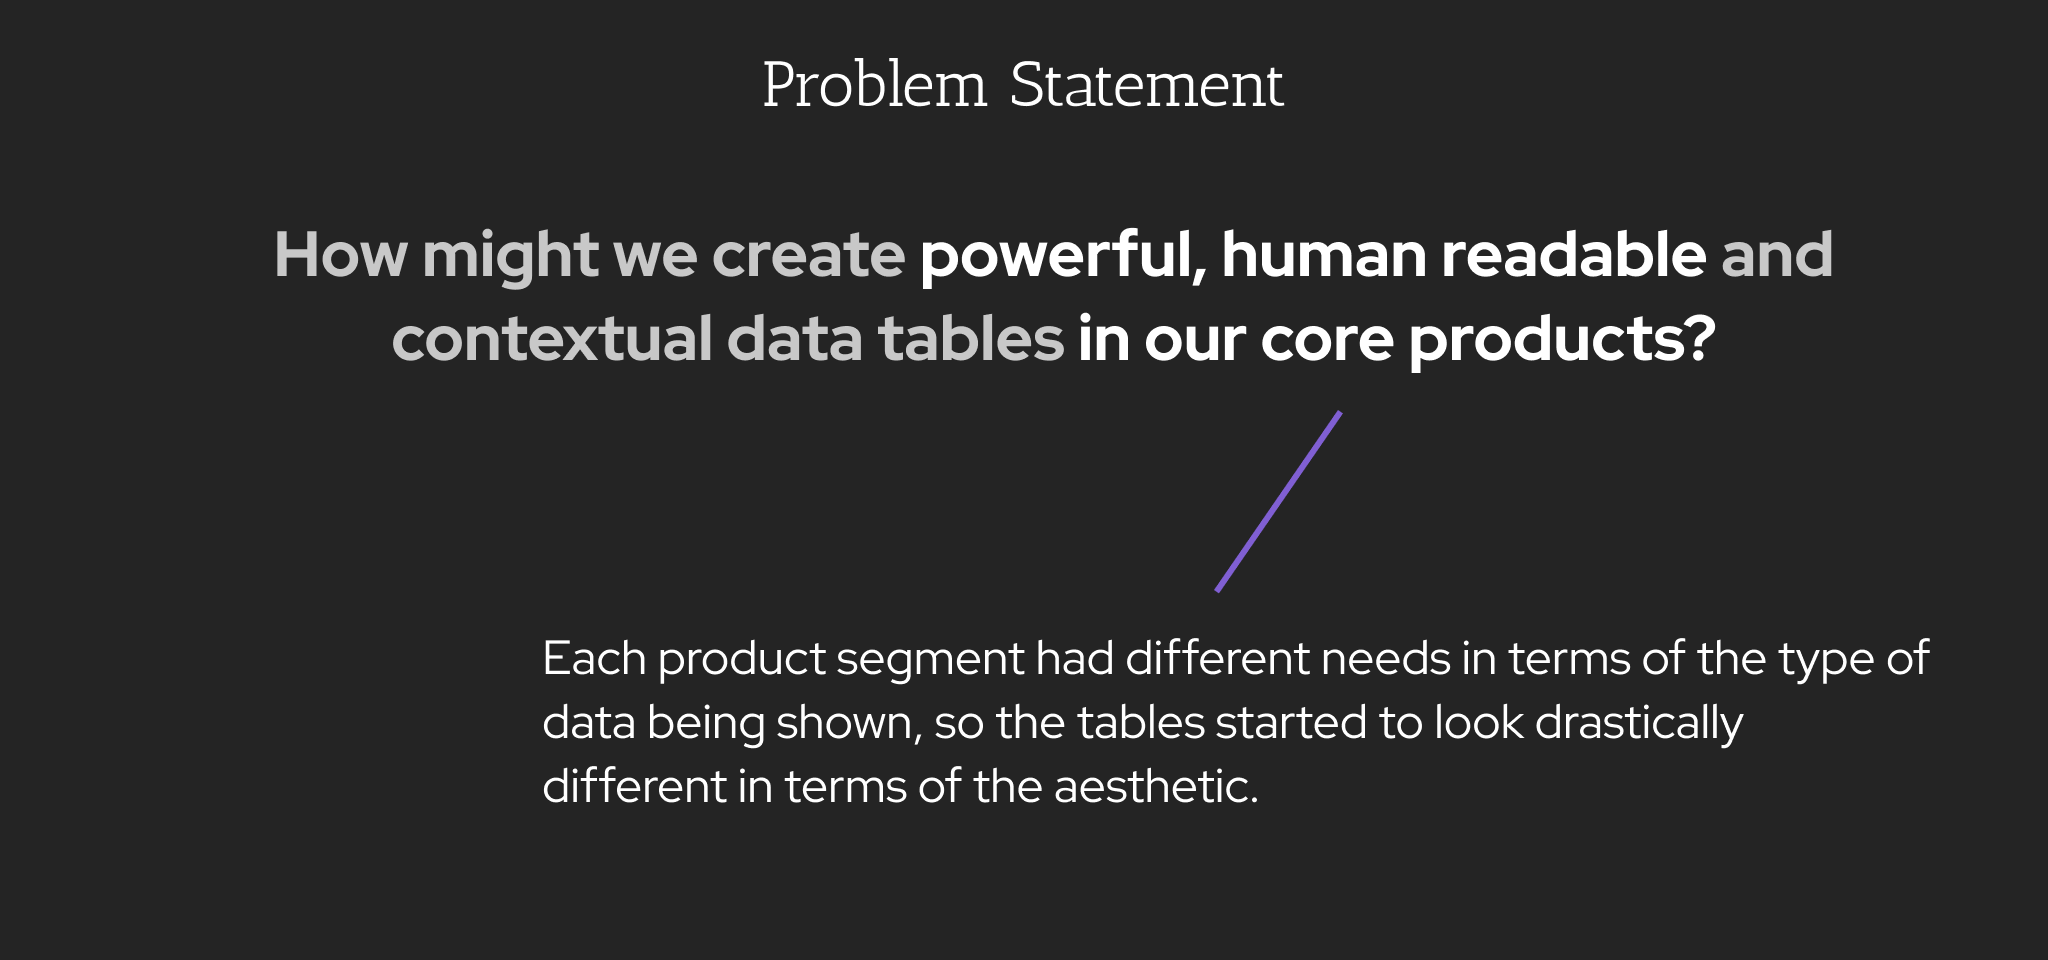 Problem Statement
How might we create powerful, human readable and
contextual data tables in our core products?
Each product segment had different needs in terms of the type of
data being shown, so the tables started to look drastically
different in terms of the aesthetic.